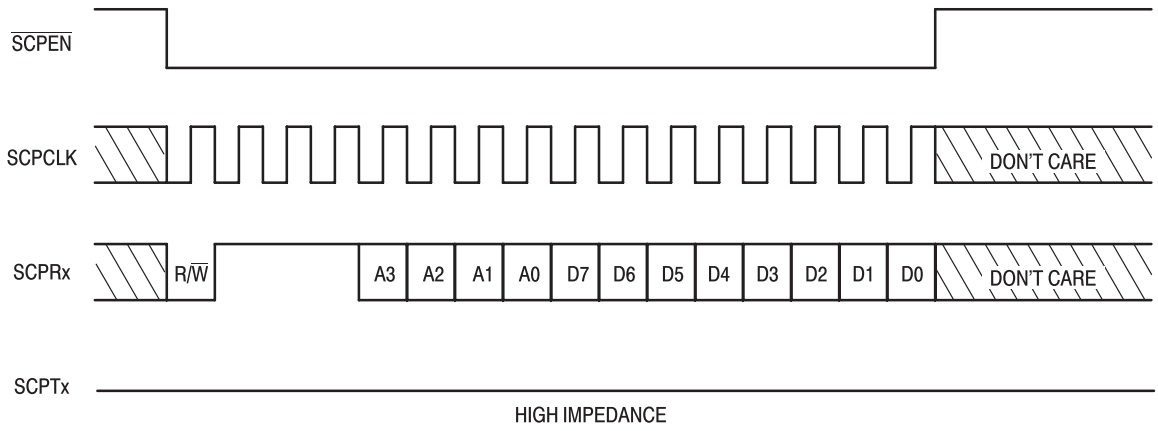 S̅C̅P̅E̅N̅
SCPCLK
DON'T CARE
SCPRx
R/W̅ A3 A2 A1 A0 D7 D6 D5 D4 D3 D2 D1 D0 DON'T CARE
SCPTx
HIGH IMPEDANCE